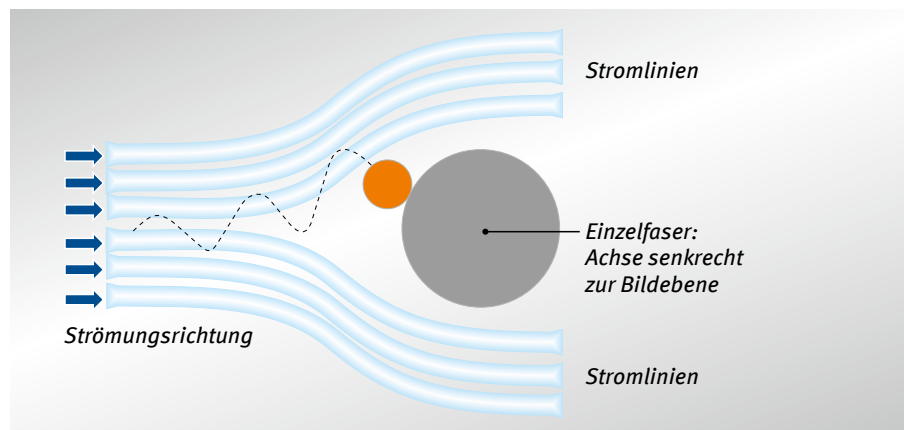 Stromlinien
Einzelfaser:
Achse senkrecht
zur Bildebene
Strömungsrichtung
Stromlinien